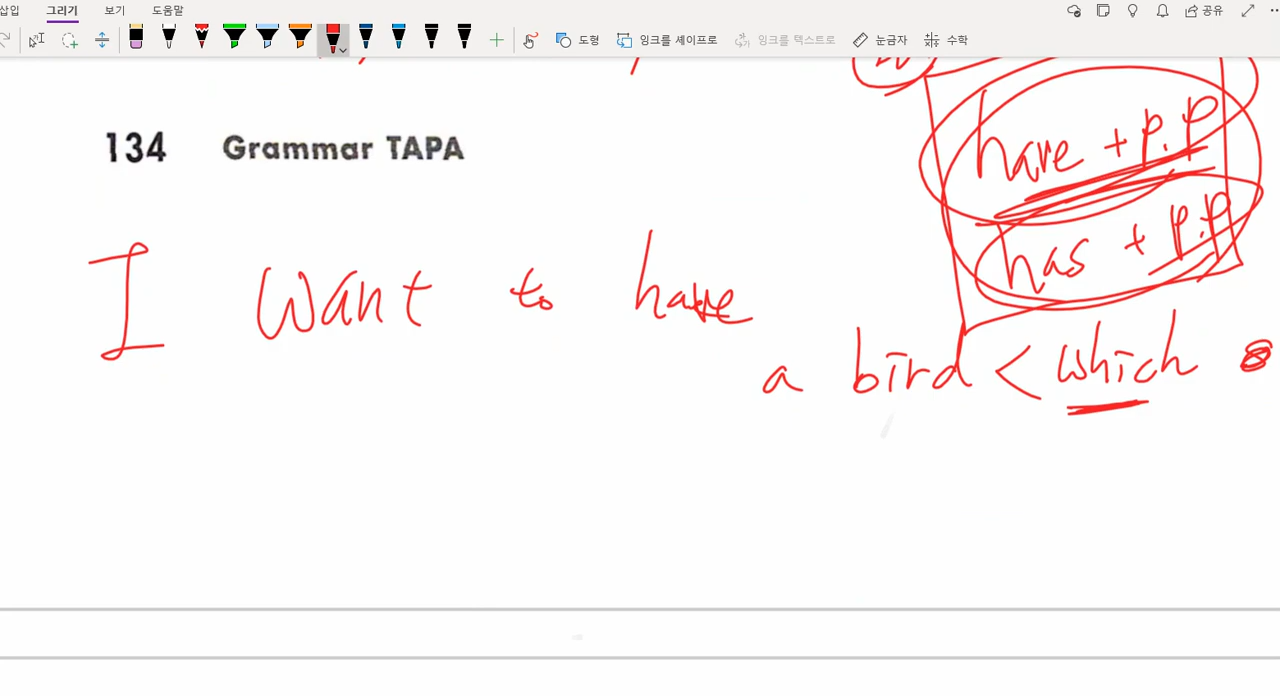 삽입 그리기 보기 도움말 공유
도형 잉크를 셰이프로 잉크를 텍스트로 눈금자 수학
have + p.p
134 Grammar TAPA
has + p.p
I want to have
a bird < which